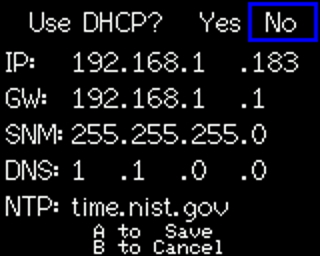 Use DHCP? Yes No
IP: 192.168.1 .183
GW: 192.168.1 .1
SNM: 255.255.255.0
DNS: 1 .1 .0 .0
NTP: time.nist.gov
A to Save
B to Cancel